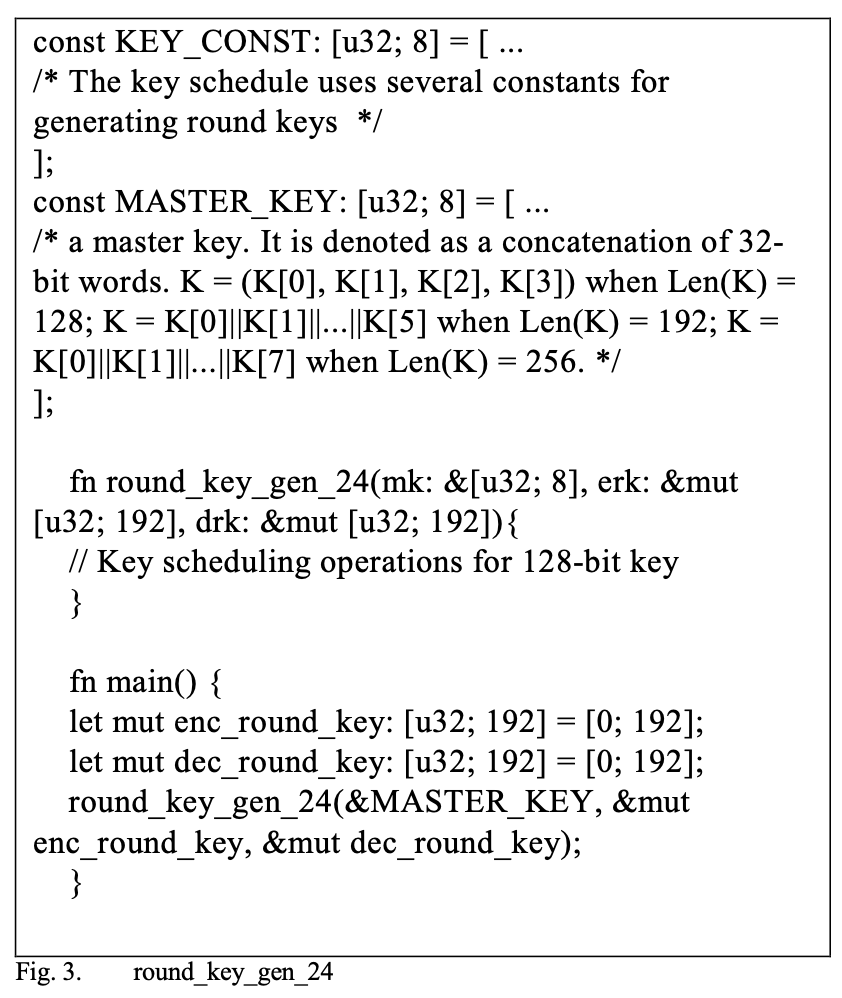 const KEY_CONST: [u32; 8] = [ ...
/* The key schedule uses several constants for
generating round keys  */
];
const MASTER_KEY: [u32; 8] = [ ...
/* a master key. It is denoted as a concatenation of 32-
bit words. K = (K[0], K[1], K[2], K[3]) when Len(K) =
128; K = K[0]||K[1]||...||K[5] when Len(K) = 192; K =
K[0]||K[1]||...||K[7] when Len(K) = 256. */
];
fn round_key_gen_24(mk: &[u32; 8], erk: &mut
[u32; 192], drk: &mut [u32; 192]){
// Key scheduling operations for 128-bit key
}
fn main() {
let mut enc_round_key: [u32; 192] = [0; 192];
let mut dec_round_key: [u32; 192] = [0; 192];
round_key_gen_24(&MASTER_KEY, &mut
enc_round_key, &mut dec_round_key);
}
Fig. 3. round_key_gen_24